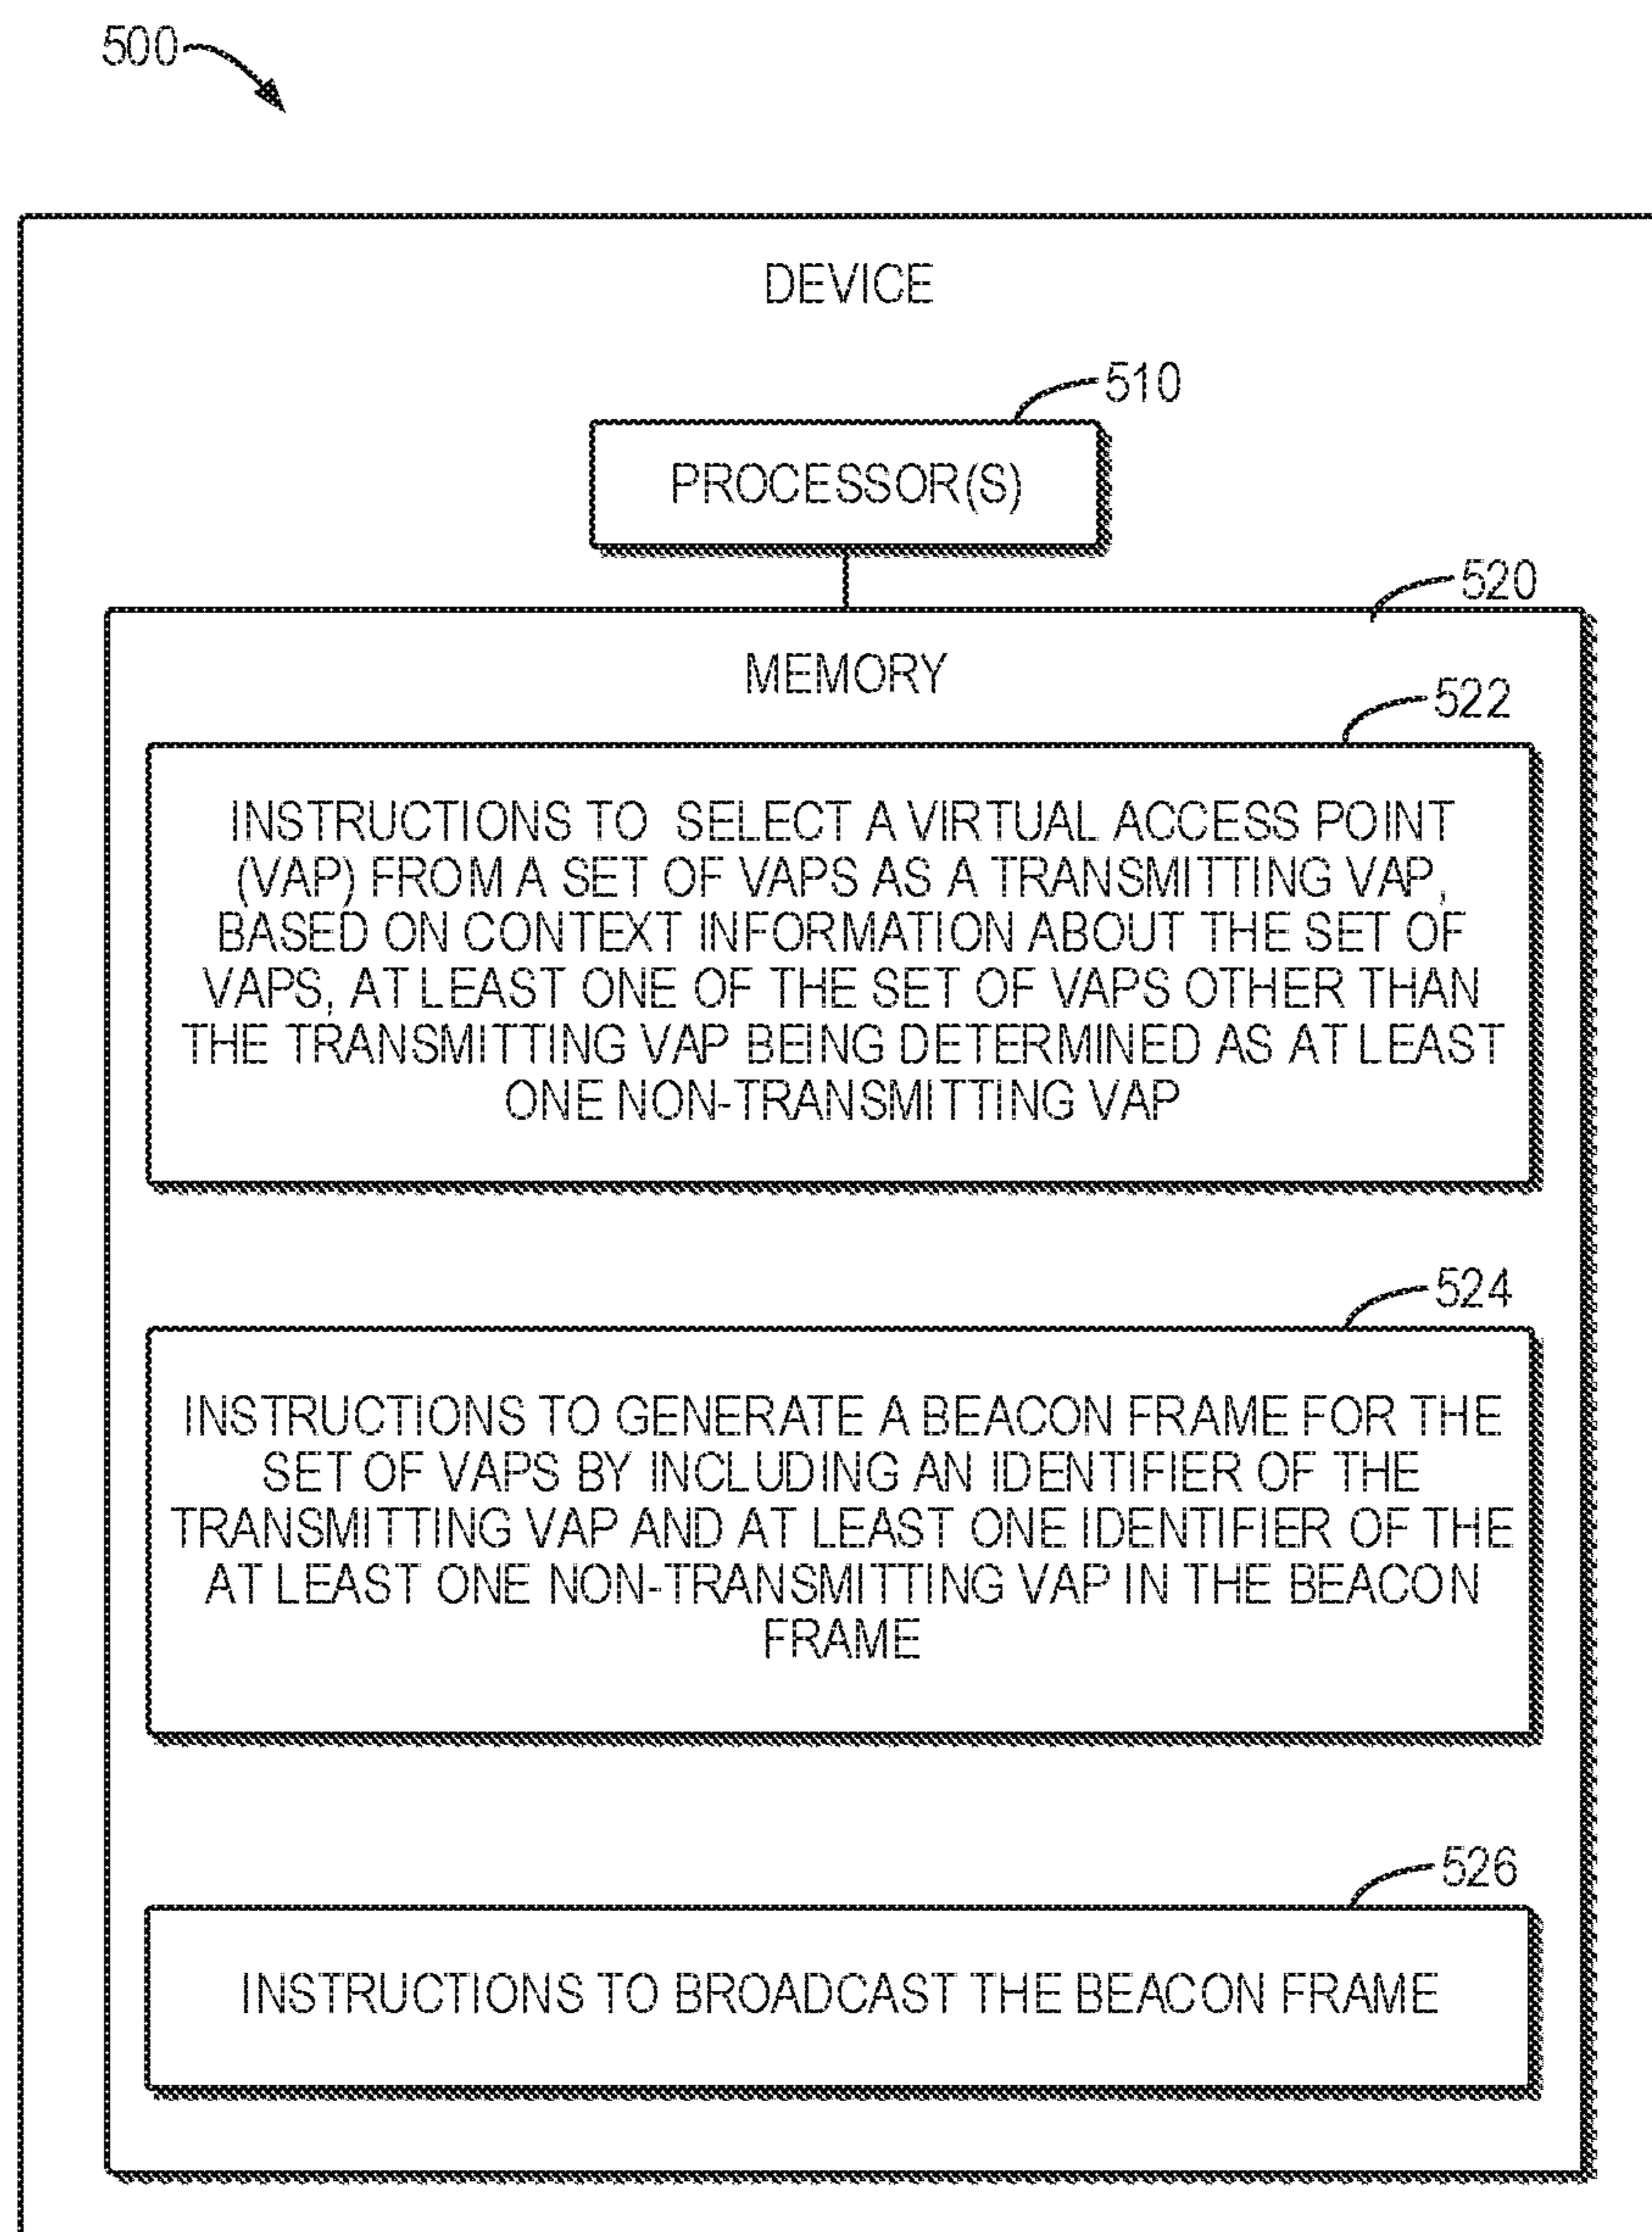 500
DEVICE
510
PROCESSOR(S)
520
MEMORY
522
INSTRUCTIONS TO SELECT A VIRTUAL ACCESS POINT
(VAP) FROM A SET OF VAPS AS A TRANSMITTING VAP,
BASED ON CONTEXT INFORMATION ABOUT THE SET OF
VAPS, AT LEAST ONE OF THE SET OF VAPS OTHER THAN
THE TRANSMITTING VAP BEING DETERMINED AS AT LEAST
ONE NON-TRANSMITTING VAP
524
INSTRUCTIONS TO GENERATE A BEACON FRAME FOR THE
SET OF VAPS BY INCLUDING AN IDENTIFIER OF THE
TRANSMITTING VAP AND AT LEAST ONE IDENTIFIER OF THE
AT LEAST ONE NON-TRANSMITTING VAP IN THE BEACON
FRAME
526
INSTRUCTIONS TO BROADCAST THE BEACON FRAME